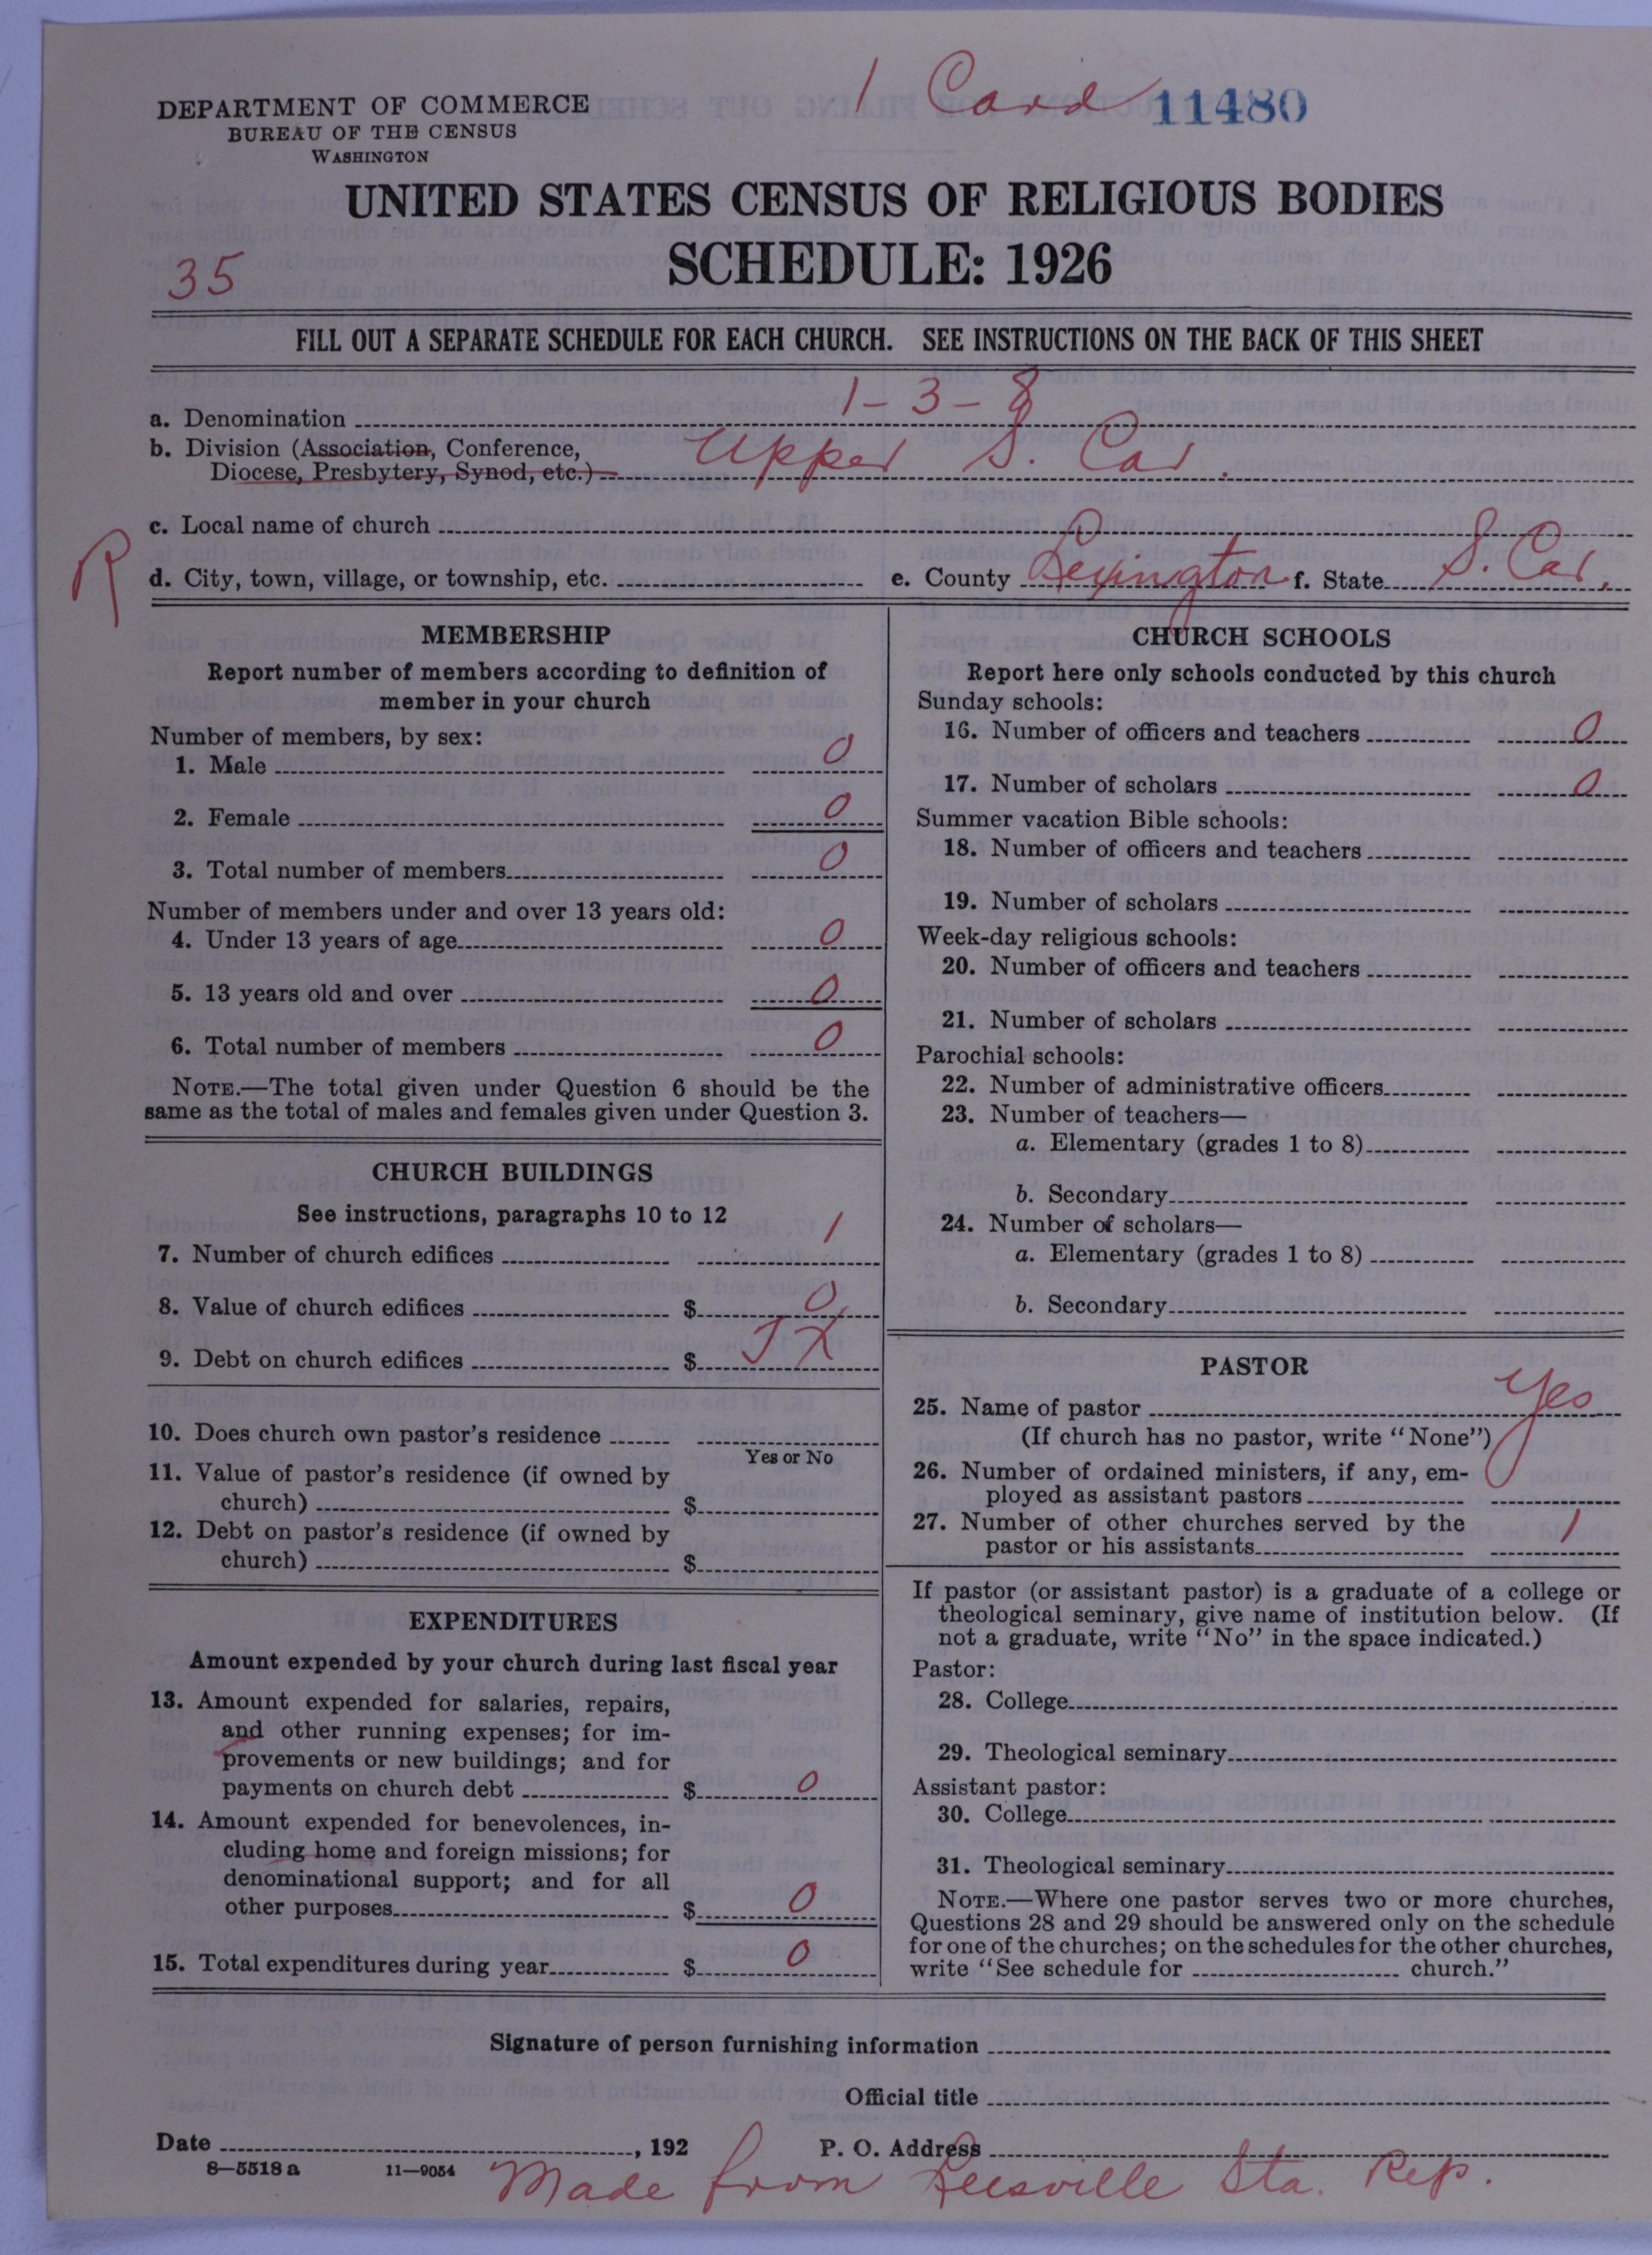 1 Card 11480
DEPARTMENT OF COMMERCE
BUREAU OF THE CENSUS
WASHINGTON
UNITED STATES CENSUS OF RELIGIOUS BODIES
SCHEDULE: 1926
35
FILL OUT A SEPARATE SCHEDULE FOR EACH CHURCH. SEE INSTRUCTIONS ON THE BACK OF THIS SHEET
a. Denomination 1-3-8
b. Division (Association, Conference,
Diocese, Presbytery, Synod, etc.) Upper S. Car.
c. Local name of church
R
d. City, town, village, or township, etc. e. County Lexington f. State S. Car.
MEMBERSHIP
Report number of members according to definition of
member in your church
Number of members, by sex:
1. Male 0
2. Female 0
3. Total number of members 0
Number of members under and over 13 years old:
4. Under 13 years of age 0
5. 13 years old and over 0
6. Total number of members 0
NOTE.—The total given under Question 6 should be the
same as the total of males and females given under Question 3.
CHURCH BUILDINGS
See instructions, paragraphs 10 to 12
7. Number of church edifices 1
8. Value of church edifices $ 0
9. Debt on church edifices $ JX
10. Does church own pastor's residence
Yes or No
11. Value of pastor's residence (if owned by
church) $
12. Debt on pastor's residence (if owned by
church) $
EXPENDITURES
Amount expended by your church during last fiscal year
13. Amount expended for salaries, repairs,
and other running expenses; for im-
provements or new buildings; and for
payments on church debt $ 0
14. Amount expended for benevolences, in-
cluding home and foreign missions; for
denominational support; and for all
other purposes $ 0
15. Total expenditures during year $ 0
CHURCH SCHOOLS
Report here only schools conducted by this church
Sunday schools:
16. Number of officers and teachers 0
17. Number of scholars 0
Summer vacation Bible schools:
18. Number of officers and teachers
19. Number of scholars
Week-day religious schools:
20. Number of officers and teachers
21. Number of scholars
Parochial schools:
22. Number of administrative officers
23. Number of teachers—
a. Elementary (grades 1 to 8)
b. Secondary
24. Number of scholars—
a. Elementary (grades 1 to 8)
b. Secondary
PASTOR
25. Name of pastor Yes
(If church has no pastor, write "None")
26. Number of ordained ministers, if any, em-
ployed as assistant pastors
27. Number of other churches served by the
pastor or his assistants 1
If pastor (or assistant pastor) is a graduate of a college or
theological seminary, give name of institution below. (If
not a graduate, write "No" in the space indicated.)
Pastor:
28. College
29. Theological seminary
Assistant pastor:
30. College
31. Theological seminary
NOTE.—Where one pastor serves two or more churches,
Questions 28 and 29 should be answered only on the schedule
for one of the churches; on the schedules for the other churches,
write "See schedule for church."
Signature of person furnishing information
Official title
Date , 192 P. O. Address
8—5518 a 11—9054
Made from Leesville Sta. Rep.